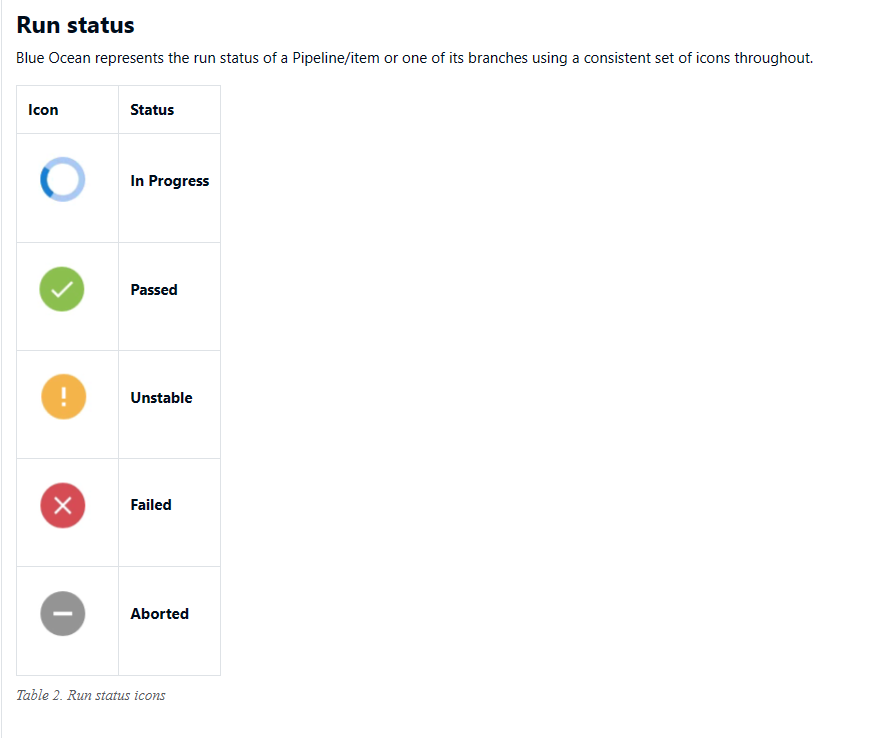 Run status
Blue Ocean represents the run status of a Pipeline/item or one of its branches using a consistent set of icons throughout.
Icon Status
In Progress
Passed
Unstable
Failed
Aborted
Table 2. Run status icons